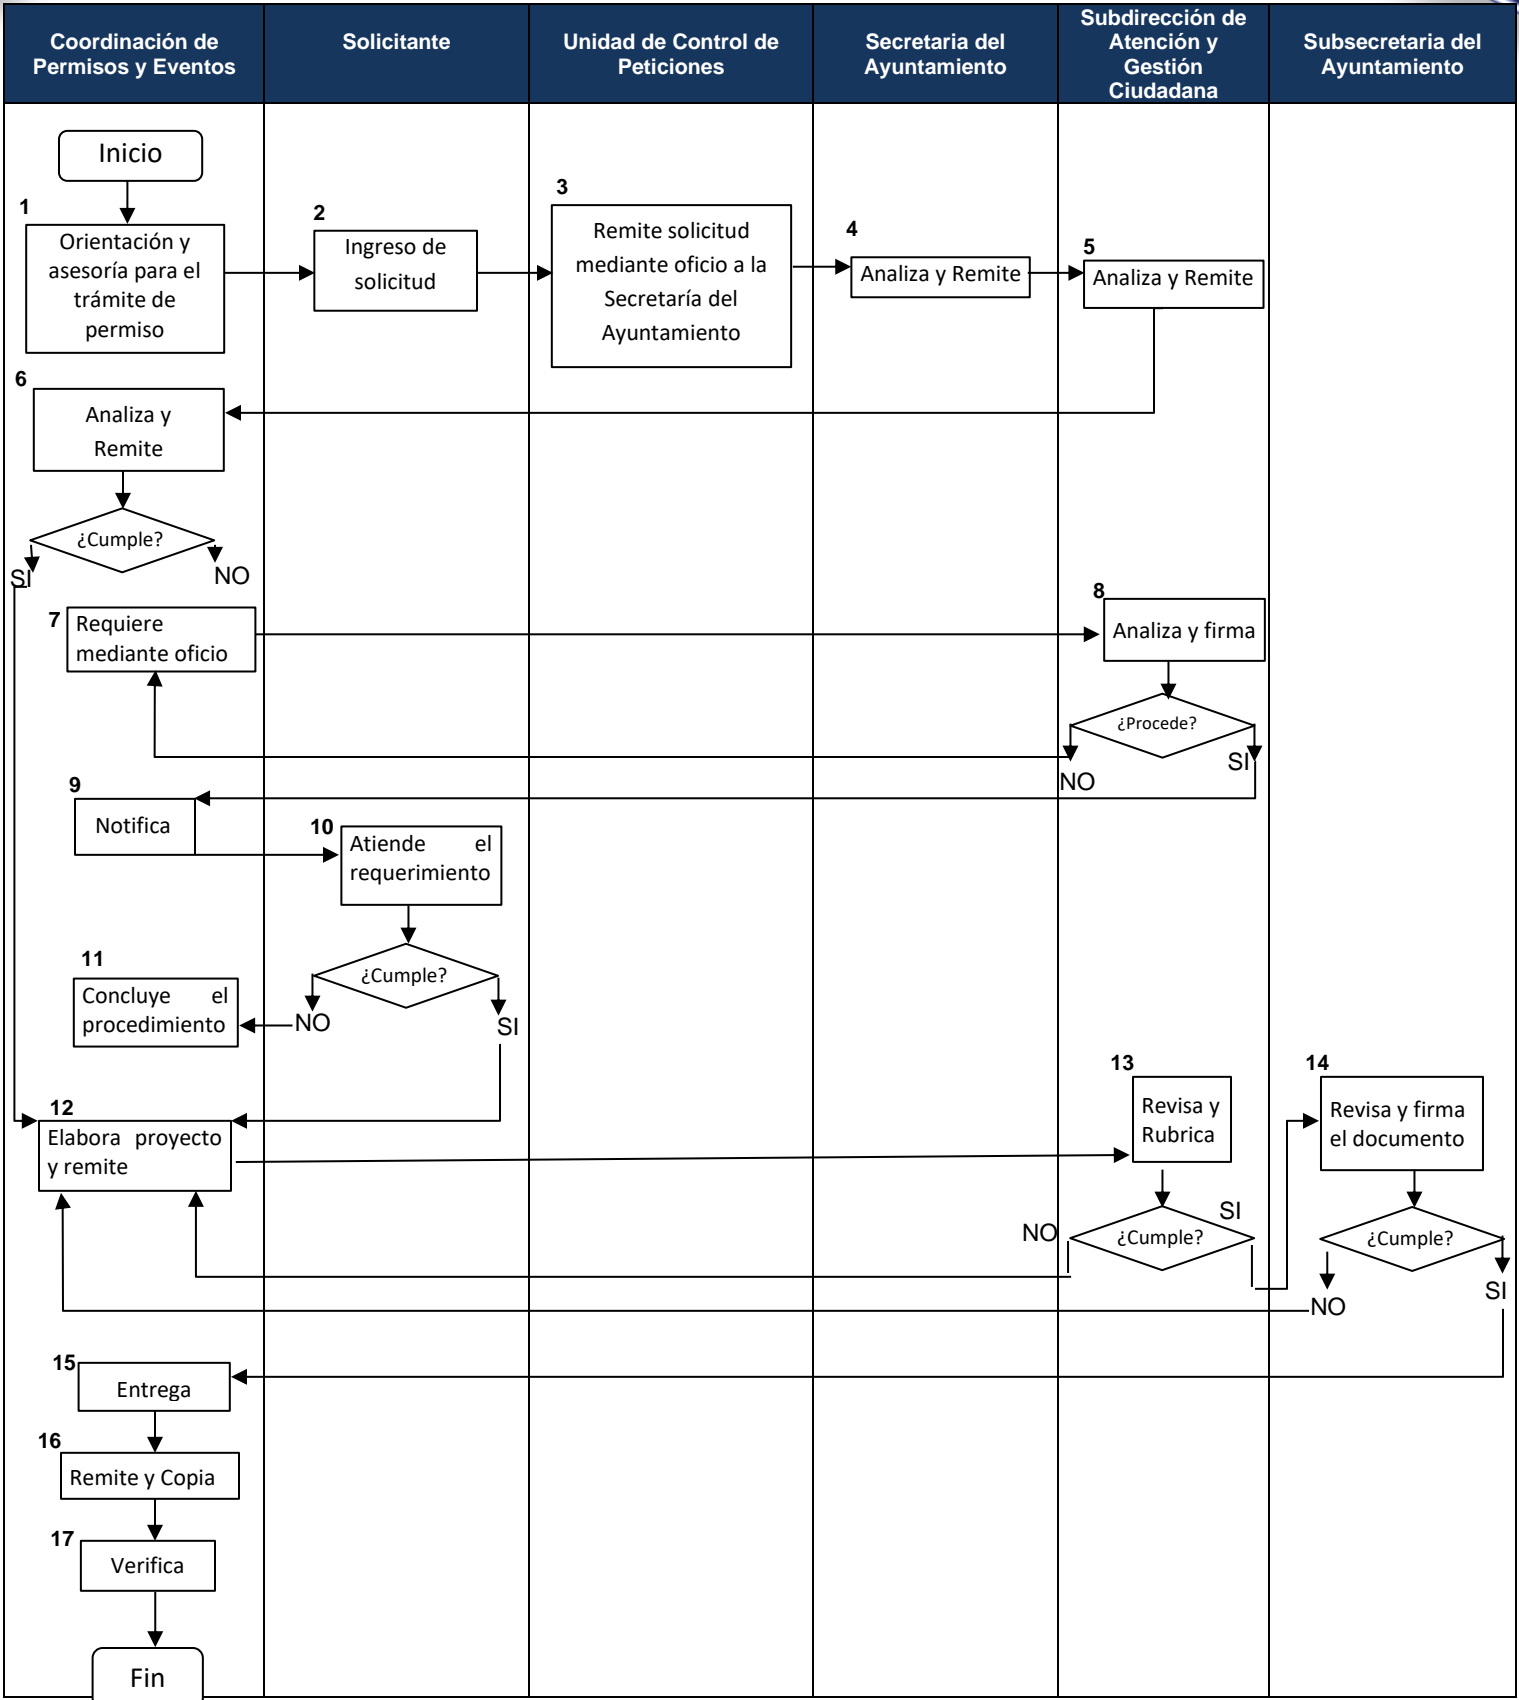 Coordinación de
Permisos y Eventos
Solicitante
Unidad de Control de
Peticiones
Secretaria del
Ayuntamiento
Subdirección de
Atención y
Gestión
Ciudadana
Subsecretaria del
Ayuntamiento
Inicio
1
Orientación y
asesoría para el
trámite de
permiso
2
Ingreso de
solicitud
3
Remite solicitud
mediante oficio a la
Secretaría del
Ayuntamiento
4
Analiza y Remite
5
Analiza y Remite
6
Analiza y
Remite
¿Cumple?
SI
NO
7
Requiere
mediante oficio
8
Analiza y firma
¿Procede?
NO
SI
9
Notifica
10
Atiende el
requerimiento
¿Cumple?
NO
SI
11
Concluye el
procedimiento
12
Elabora proyecto
y remite
13
Revisa y
Rubrica
¿Cumple?
NO
SI
14
Revisa y firma
el documento
¿Cumple?
NO
SI
15
Entrega
16
Remite y Copia
17
Verifica
Fin